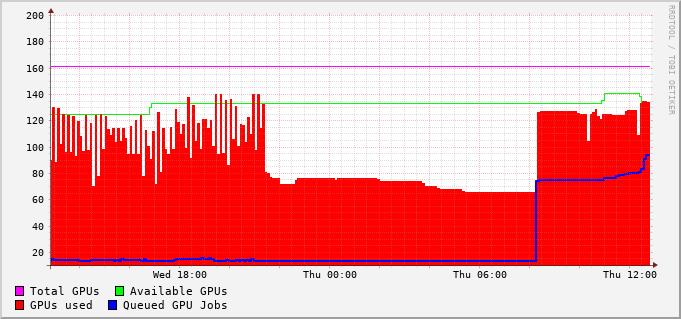 200
180
160
140
120
100
80
60
40
20
Wed 18:00 Thu 00:00 Thu 06:00 Thu 12:00
Total GPUs Available GPUs
GPUs used Queued GPU Jobs
RRDTOOL / TOBI OETIKER